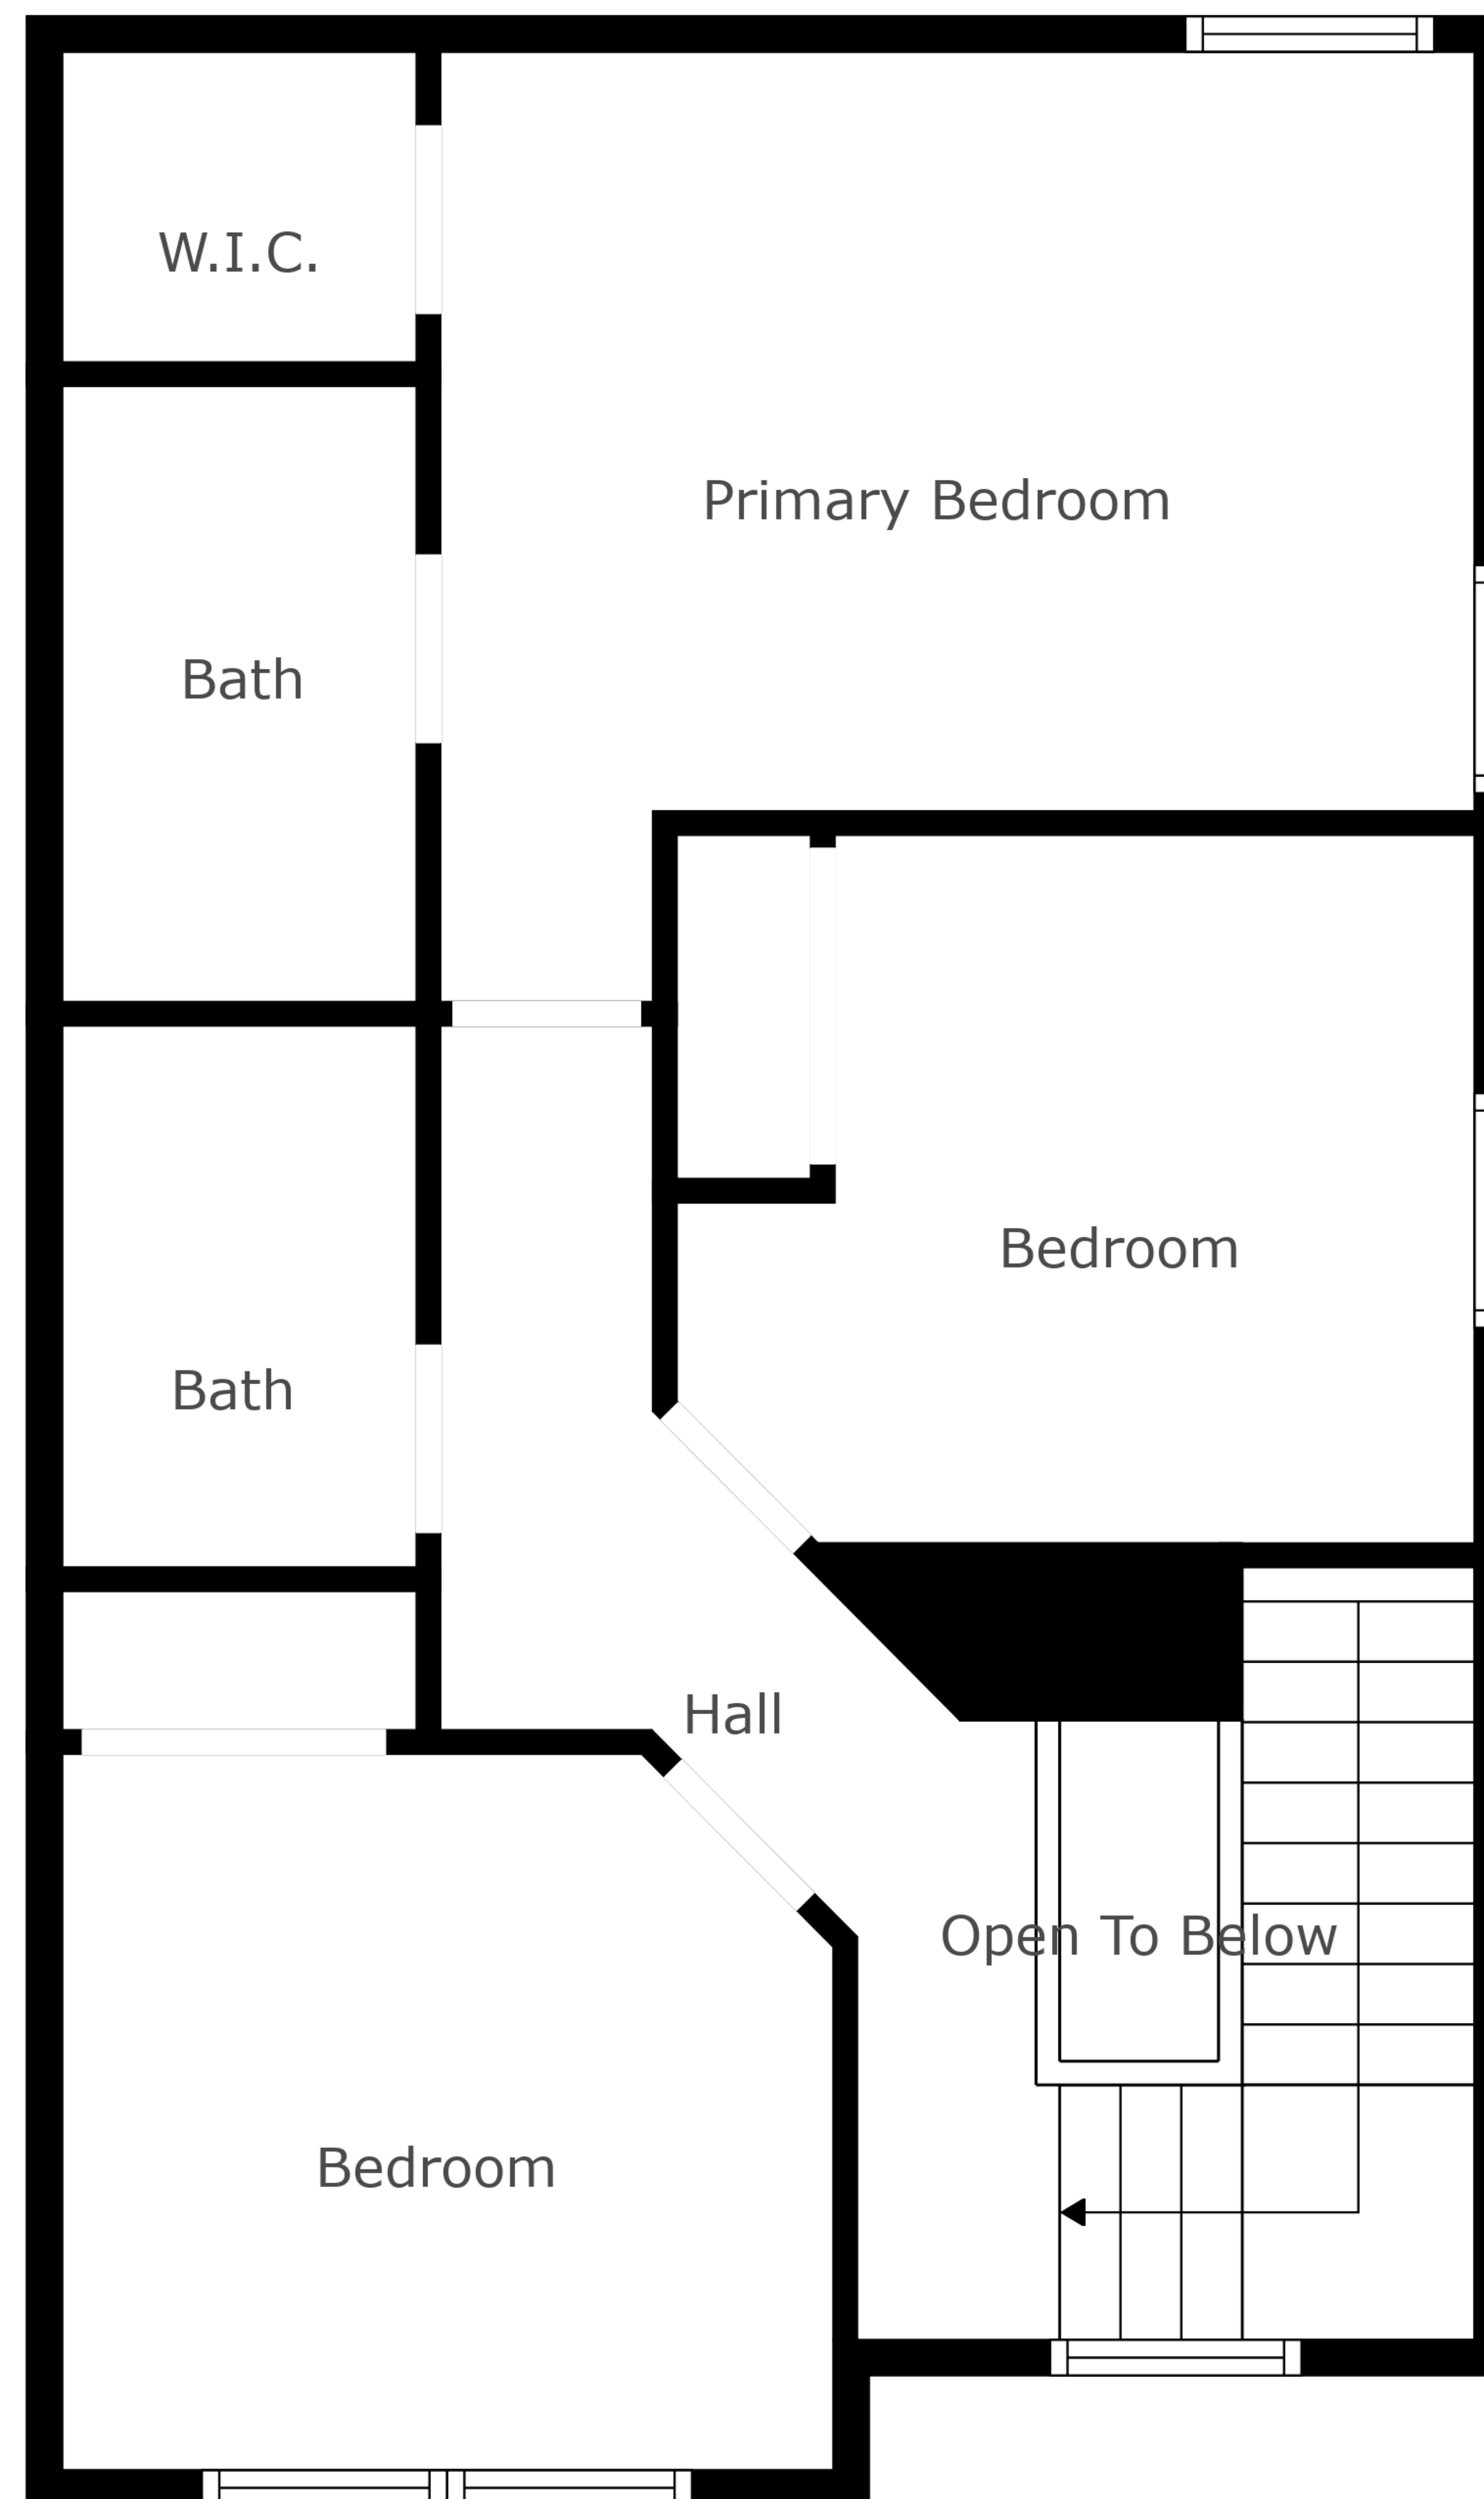 W.I.C.
Primary Bedroom
Bath
Bedroom
Bath
Hall
Open To Below
Bedroom